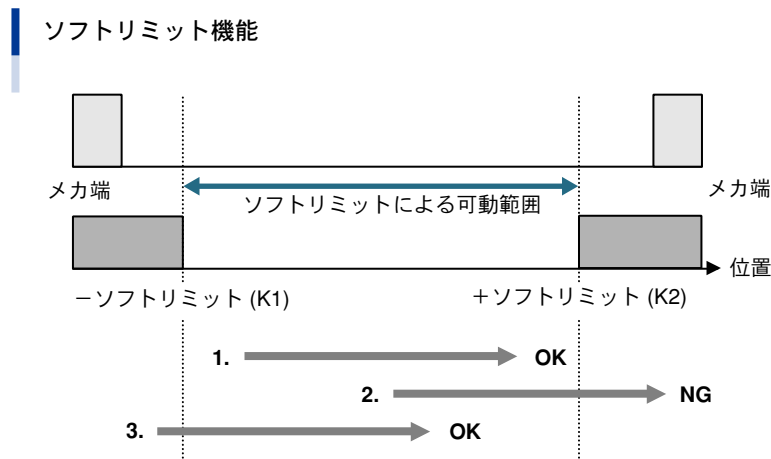 ソフトリミット機能
メカ端
メカ端
ソフトリミットによる可動範囲
位置
－ソフトリミット (K1)
＋ソフトリミット (K2)
1.
OK
2.
NG
3.
OK